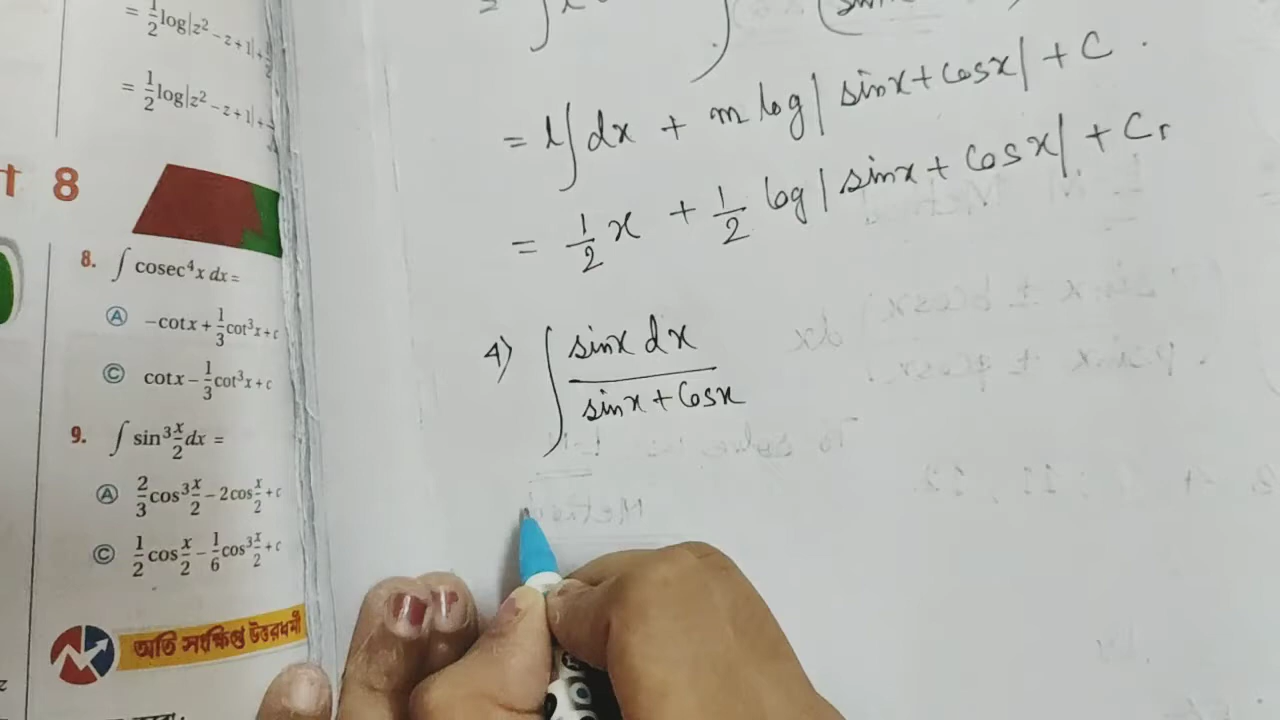 = 1/2 log|z² - z+1|+
= 1/2 log|z² - z+1|+
8
8. ∫ cosec⁴x dx =
Ⓐ -cotx + 1/3 cot³x + c
Ⓒ cotx - 1/3 cot³x + c
9. ∫ sin³ x/2 dx =
Ⓐ 2/3 cos³ x/2 - 2cos x/2 + c
Ⓒ 1/2 cos x/2 - 1/6 cos³ x/2 + c
অতি সংক্ষিপ্ত উত্তরধর্মী
= l∫dx + m log|sinx + cosx| + C .
= 1/2 x + 1/2 log|sinx + cosx| + C,
4) ∫ sinx dx / sinx + cosx